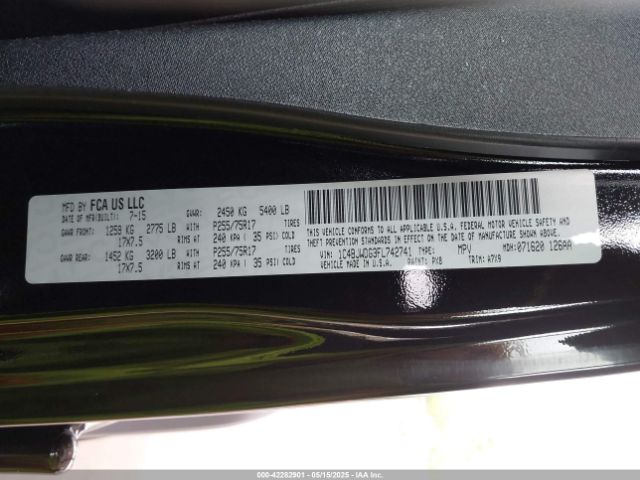 MFD BY FCA US LLC
DATE OF MFR(BUILT): 7-15 GVWR: 2450 KG 5400 LB
GAWR FRONT: 1258 KG 2775 LB WITH P255/75R17 TIRES
17X7.5 RIMS AT 240 KPA ( 35 PSI) COLD
GAWR REAR: 1452 KG 3200 LB WITH P255/75R17 TIRES
17X7.5 RIMS AT 240 KPA ( 35 PSI) COLD
THIS VEHICLE CONFORMS TO ALL APPLICABLE U.S.A. FEDERAL MOTOR VEHICLE SAFETY AND
THEFT PREVENTION STANDARDS IN EFFECT ON THE DATE OF MANUFACTURE SHOWN ABOVE.
VIN: 1C4BJWDG3FL742741 TYPE: MPV MDH: 071620 126AA
MADE IN U.S.A. PAINT: PX8 TRIM: A7X9
000-42282901 - 05/15/2025 - IAA Inc.